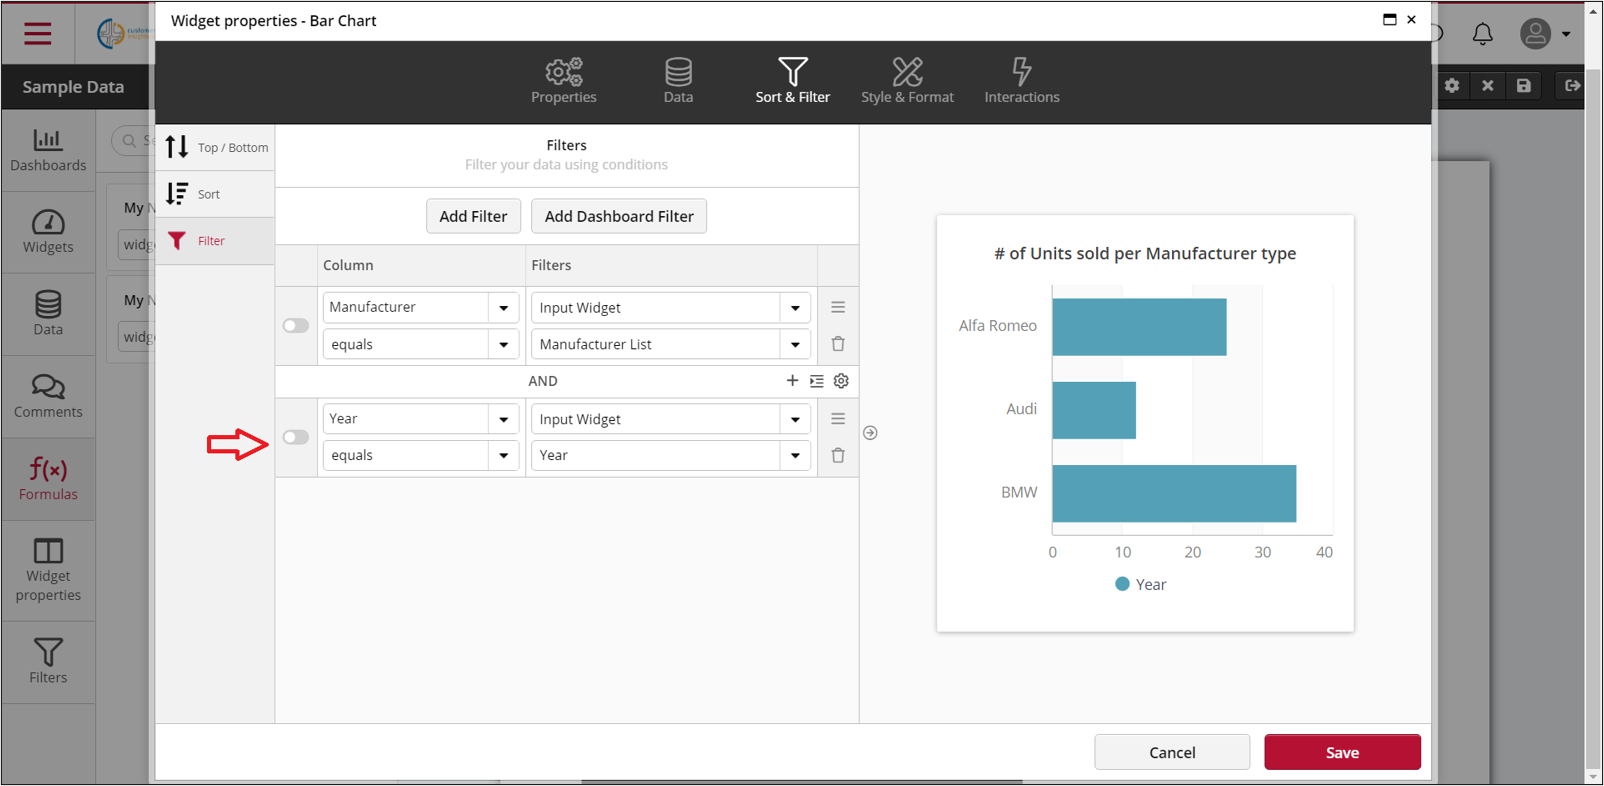 Widget properties - Bar Chart
Sample Data
Properties
Data
Sort & Filter
Style & Format
Interactions
Dashboards
Widgets
Data
Comments
f(x)
Formulas
Widget
properties
Filters
My
My
Top / Bottom
Sort
Filter
Filters
Filter your data using conditions
Add Filter
Add Dashboard Filter
Column
Filters
Manufacturer
Input Widget
equals
Manufacturer List
AND
Year
Input Widget
equals
Year
# of Units sold per Manufacturer type
Alfa Romeo
Audi
BMW
0 10 20 30 40
Year
Cancel
Save